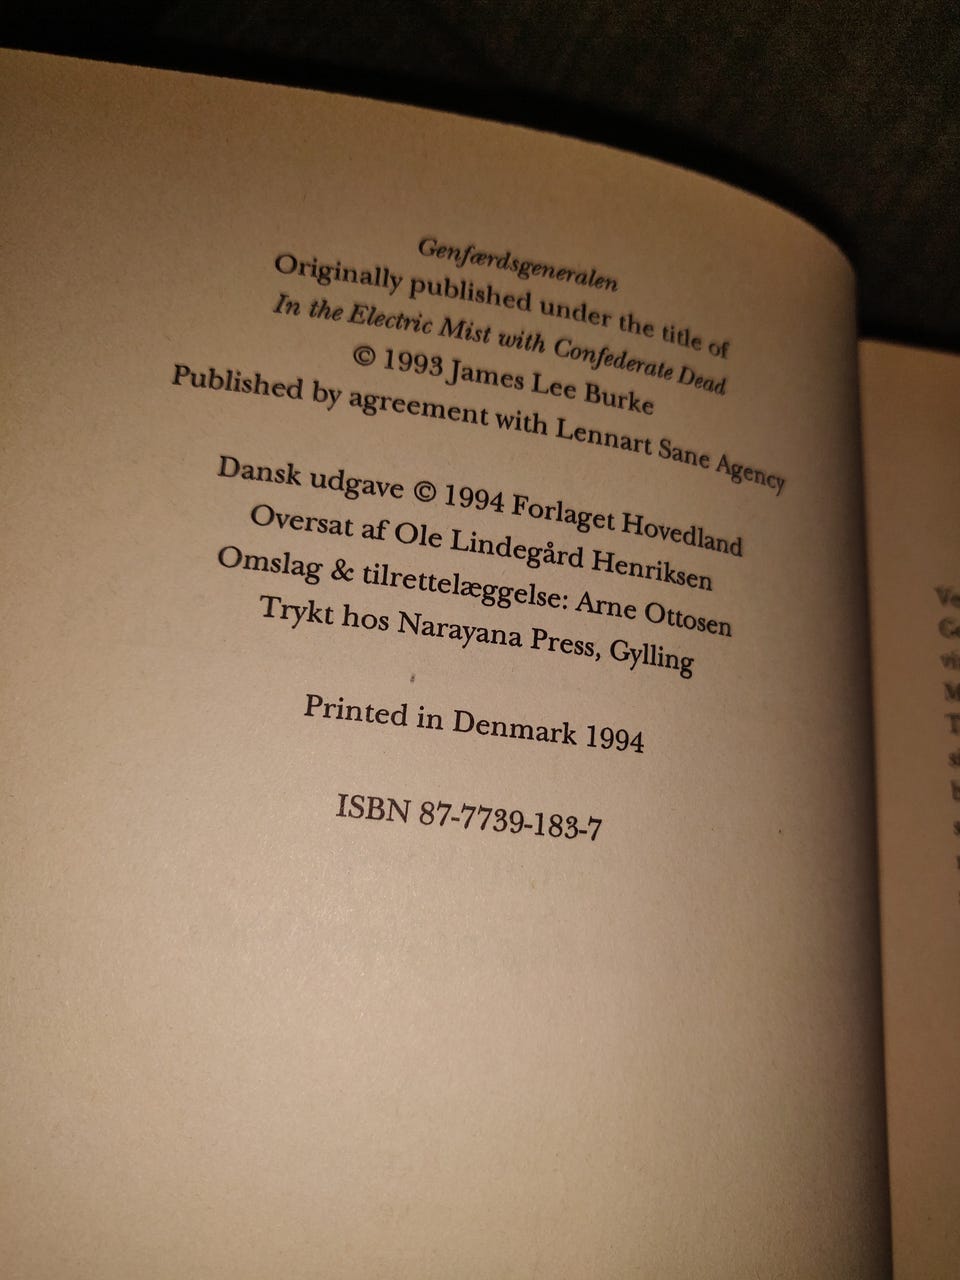 Genfærdsgeneralen
Originally published under the title of
In the Electric Mist with Confederate Dead
© 1993 James Lee Burke
Published by agreement with Lennart Sane Agency
Dansk udgave © 1994 Forlaget Hovedland
Oversat af Ole Lindegård Henriksen
Omslag & tilrettelæggelse: Arne Ottosen
Trykt hos Narayana Press, Gylling
Printed in Denmark 1994
ISBN 87-7739-183-7